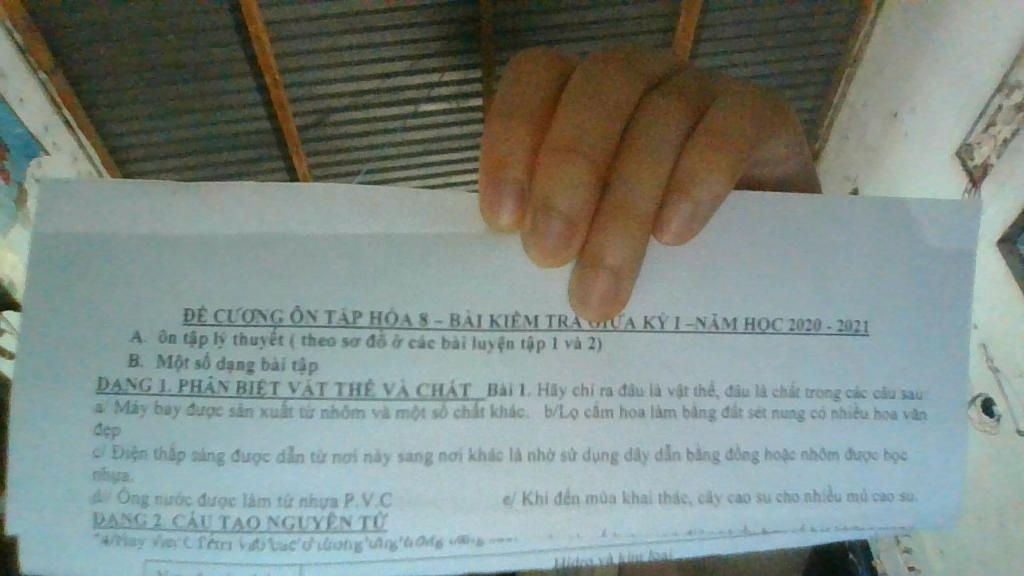 ĐỀ CƯƠNG ÔN TẬP HÓA 8 – BÀI KIỂM TRA GIỮA KỲ I –NĂM HỌC 2020 - 2021
A. ôn tập lý thuyết ( theo sơ đồ ở các bài luyện tập 1 và 2)
B. Một số dạng bài tập
DẠNG 1. PHÂN BIỆT VẬT THỂ VÀ CHẤT Bài 1. Hãy chỉ ra đâu là vật thể, đâu là chất trong các câu sau:
a/ Máy bay được sản xuất từ nhôm và một số chất khác. b/Lọ cắm hoa làm bằng đất sét nung có nhiều hoa văn
đẹp
c/ Điện thắp sáng được dẫn từ nơi này sang nơi khác là nhờ sử dụng dây dẫn bằng đồng hoặc nhôm được bọc
nhựa.
d/ Ống nước được làm từ nhựa P.V.C e/ Khi đến mùa khai thác, cây cao su cho nhiều mủ cao su.
DẠNG 2. CẤU TẠO NGUYÊN TỬ